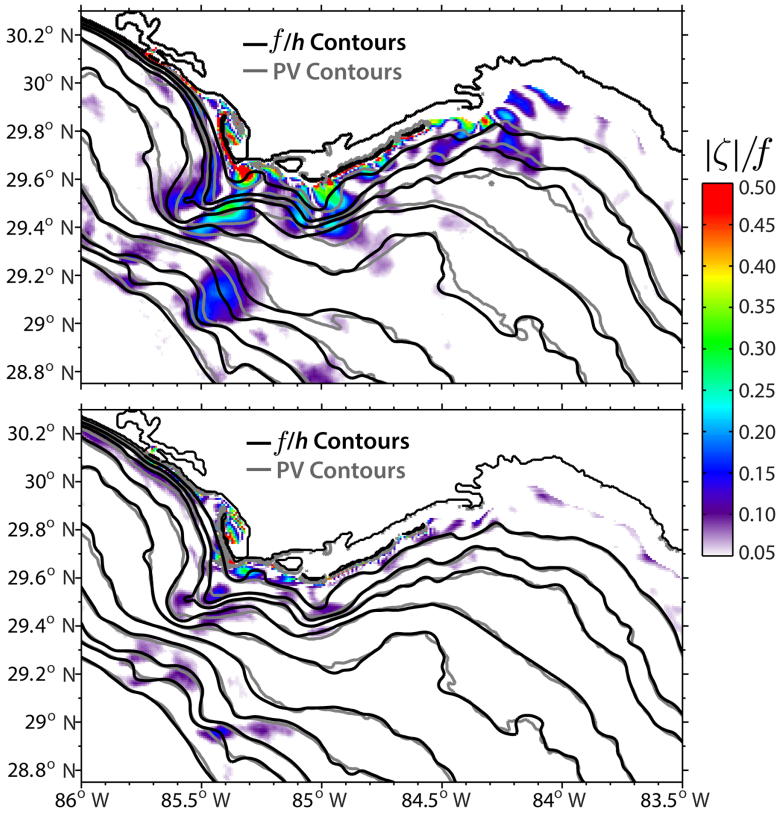 f/h Contours
PV Contours
30.2° N
30° N
29.8° N
29.6° N
29.4° N
29.2° N
29° N
28.8° N
|ζ|/f
0.50
0.45
0.40
0.35
0.30
0.25
0.20
0.15
0.10
0.05
f/h Contours
PV Contours
30.2° N
30° N
29.8° N
29.6° N
29.4° N
29.2° N
29° N
28.8° N
86° W 85.5° W 85° W 84.5° W 84° W 83.5° W